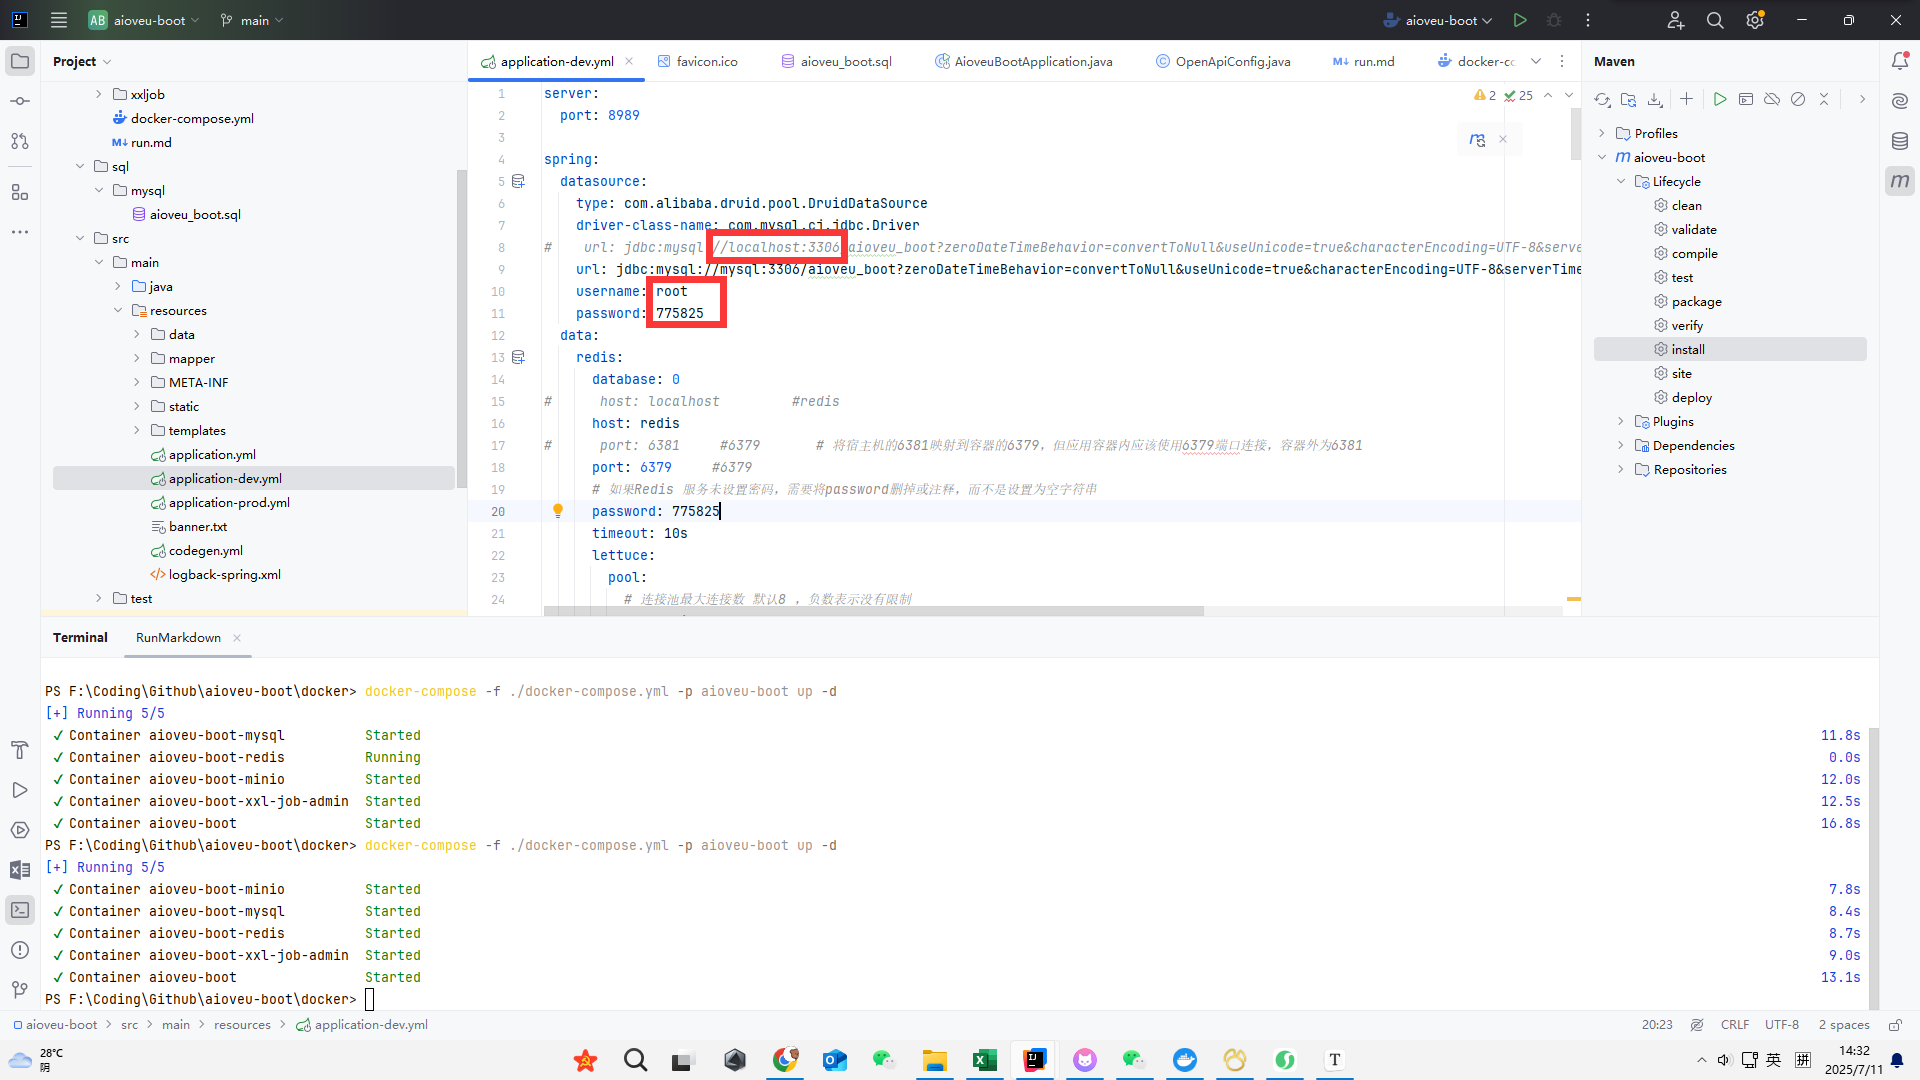 AB aioveu-boot main aioveu-boot
Project
xxljob
docker-compose.yml
M↓ run.md
sql
mysql
aioveu_boot.sql
src
main
java
resources
data
mapper
META-INF
static
templates
application.yml
application-dev.yml
application-prod.yml
banner.txt
codegen.yml
logback-spring.xml
test
application-dev.yml favicon.ico aioveu_boot.sql AioveuBootApplication.java OpenApiConfig.java M↓ run.md docker-cc
2 25
1 server:
2 port: 8989
3
4 spring:
5 datasource:
6 type: com.alibaba.druid.pool.DruidDataSource
7 driver-class-name: com.mysql.cj.jdbc.Driver
8 # url: jdbc:mysql://localhost:3306/aioveu_boot?zeroDateTimeBehavior=convertToNull&useUnicode=true&characterEncoding=UTF-8&serve
9 url: jdbc:mysql://mysql:3306/aioveu_boot?zeroDateTimeBehavior=convertToNull&useUnicode=true&characterEncoding=UTF-8&serverTime
10 username: root
11 password: 775825
12 data:
13 redis:
14 database: 0
15 # host: localhost #redis
16 host: redis
17 # port: 6381 #6379 # 将宿主机的6381映射到容器的6379，但应用容器内应该使用6379端口连接，容器外为6381
18 port: 6379 #6379
19 # 如果Redis 服务未设置密码，需要将password删掉或注释，而不是设置为空字符串
20 password: 775825
21 timeout: 10s
22 lettuce:
23 pool:
24 # 连接池最大连接数 默认8 ，负数表示没有限制
Maven
Profiles
aioveu-boot
Lifecycle
clean
validate
compile
test
package
verify
install
site
deploy
Plugins
Dependencies
Repositories
Terminal RunMarkdown
PS F:\Coding\Github\aioveu-boot\docker> docker-compose -f ./docker-compose.yml -p aioveu-boot up -d
[+] Running 5/5
✔ Container aioveu-boot-mysql Started 11.8s
✔ Container aioveu-boot-redis Running 0.0s
✔ Container aioveu-boot-minio Started 12.0s
✔ Container aioveu-boot-xxl-job-admin Started 12.5s
✔ Container aioveu-boot Started 16.8s
PS F:\Coding\Github\aioveu-boot\docker> docker-compose -f ./docker-compose.yml -p aioveu-boot up -d
[+] Running 5/5
✔ Container aioveu-boot-minio Started 7.8s
✔ Container aioveu-boot-mysql Started 8.4s
✔ Container aioveu-boot-redis Started 8.7s
✔ Container aioveu-boot-xxl-job-admin Started 9.0s
✔ Container aioveu-boot Started 13.1s
PS F:\Coding\Github\aioveu-boot\docker>
aioveu-boot > src > main > resources > application-dev.yml 20:23 CRLF UTF-8 2 spaces
28°C
阴
英 拼
14:32
2025/7/11